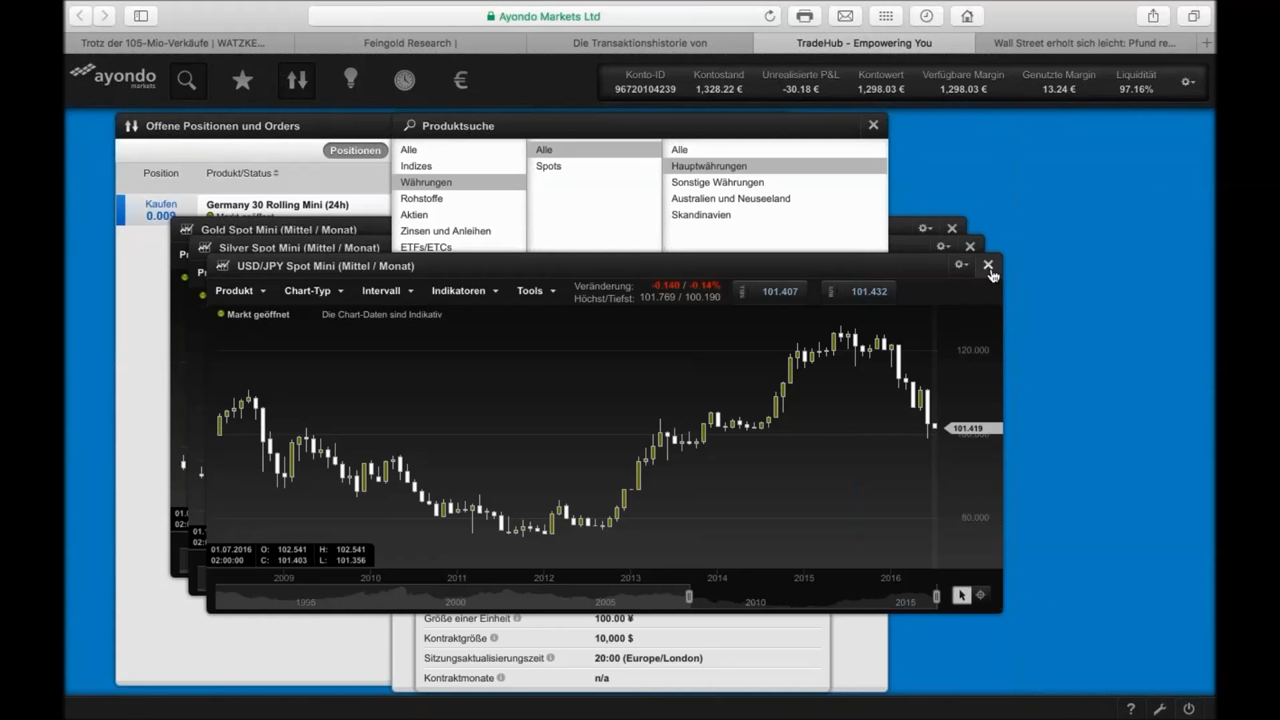 Ayondo Markets Ltd
Trotz der 105-Mio-Verkäufe | WATZKE...
Feingold Research |
Die Transaktionshistorie von
TradeHub - Empowering You
Wall Street erholt sich leicht: Pfund re...
ayondo
markets
€
Konto-ID
96720104239
Kontostand
1,328.22 €
Unrealisierte P&L
-30.18 €
Kontowert
1,298.03 €
Verfügbare Margin
1,298.03 €
Genutzte Margin
13.24 €
Liquidität
97.16%
Offene Positionen und Orders
Positionen
Position
Produkt/Status
Kaufen
0.009
Germany 30 Rolling Mini (24h)
Markt geöffnet
Produktsuche
Alle
Indizes
Währungen
Rohstoffe
Aktien
Zinsen und Anleihen
ETFs/ETCs
Alle
Spots
Alle
Hauptwährungen
Sonstige Währungen
Australien und Neuseeland
Skandinavien
Gold Spot Mini (Mittel / Monat)
Silver Spot Mini (Mittel / Monat)
USD/JPY Spot Mini (Mittel / Monat)
Produkt
Chart-Typ
Intervall
Indikatoren
Tools
Veränderung: -0.140 / -0.14%
Höchst/Tiefst: 101.769 / 100.190
SELL 101.407
BUY 101.432
Markt geöffnet
Die Chart-Daten sind Indikativ
120.000
101.419
100.000
80.000
01.07.2016 O: 102.541 H: 102.541
02:00:00 C: 101.403 L: 101.356
2009 2010 2011 2012 2013 2014 2015 2016
1995 2000 2005 2010 2015
Größe einer Einheit 100.00 ¥
Kontraktgröße 10,000 $
Sitzungsaktualisierungszeit 20:00 (Europe/London)
Kontraktmonate n/a
?